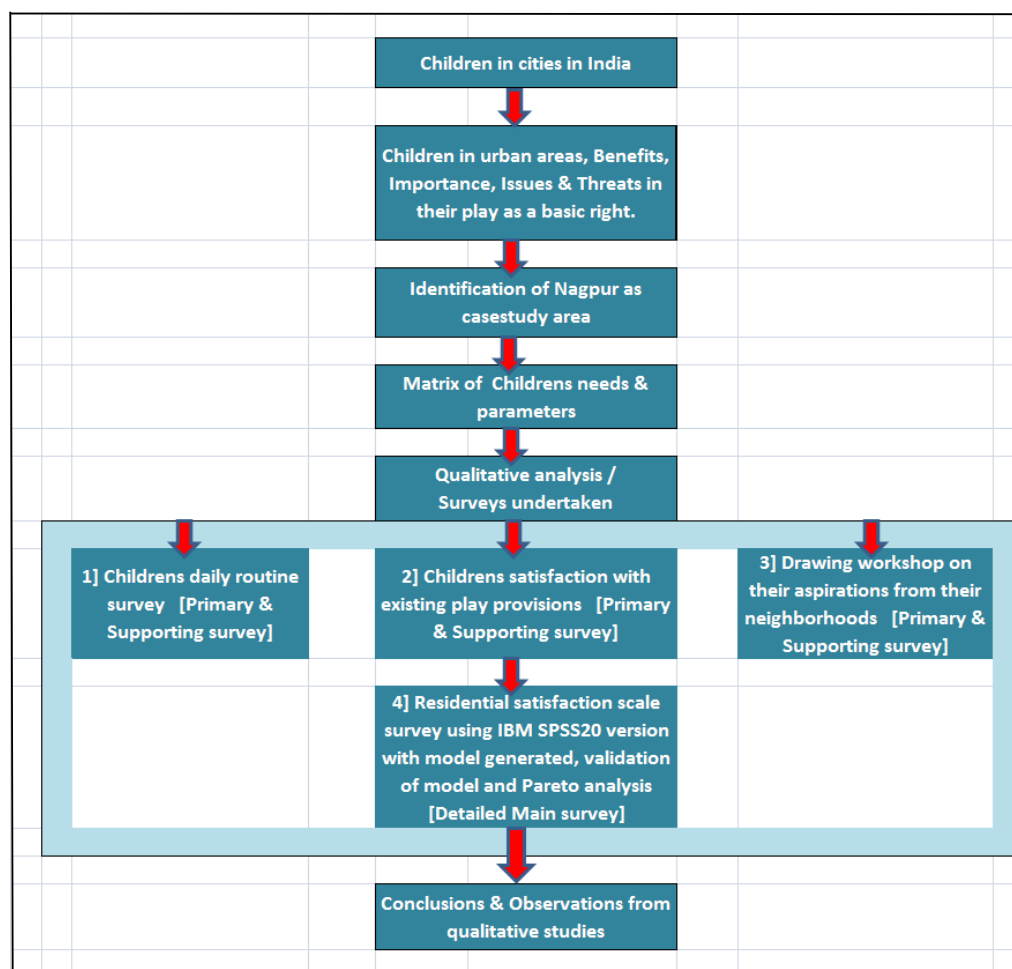 Children in cities in India
Children in urban areas, Benefits,
Importance, Issues & Threats in
their play as a basic right.
Identification of Nagpur as
casestudy area
Matrix of  Childrens needs &
parameters
Qualitative analysis /
Surveys undertaken
1] Childrens daily routine
survey   [Primary &
Supporting survey]
2] Childrens satisfaction with
existing play provisions   [Primary
& Supporting survey]
3] Drawing workshop on
their aspirations from their
neighborhoods   [Primary &
Supporting survey]
4] Residential satisfaction scale
survey using IBM SPSS20 version
with model generated, validation
of model and Pareto analysis
[Detailed Main survey]
Conclusions & Observations from
qualitative studies